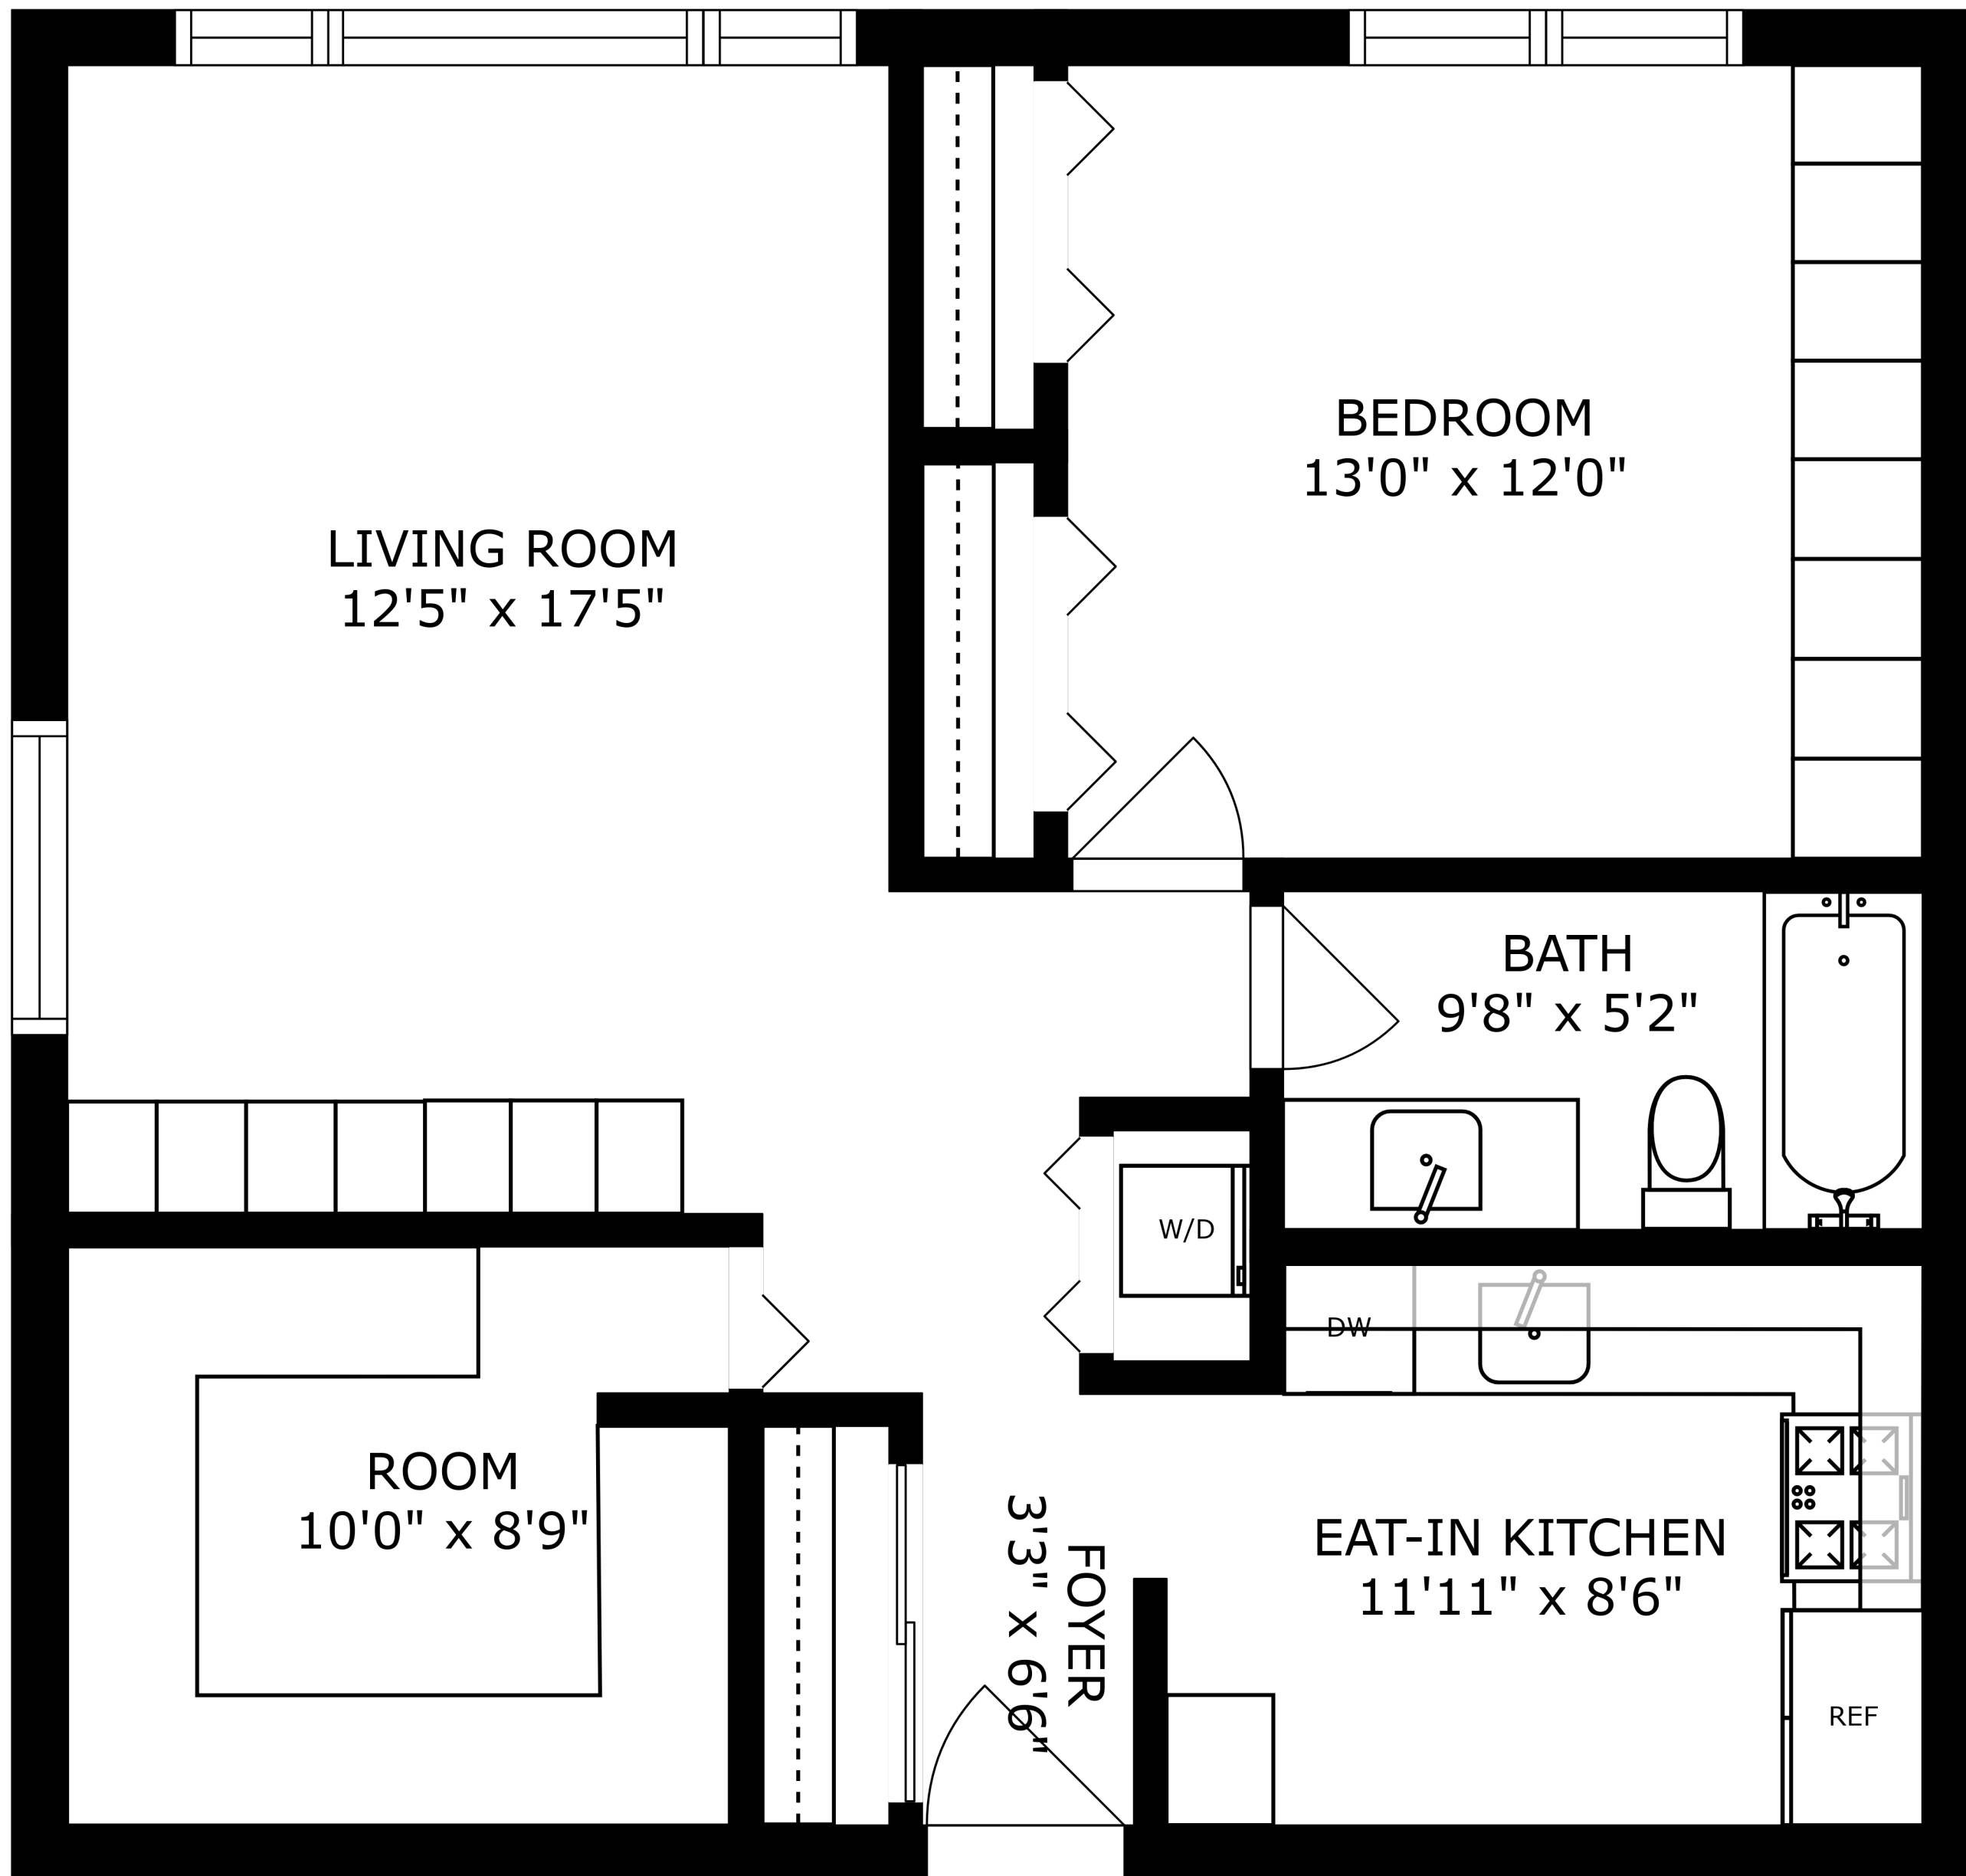 BEDROOM
13'0" x 12'0"
LIVING ROOM
12'5" x 17'5"
BATH
9'8" x 5'2"
W/D
DW
ROOM
10'0" x 8'9"
FOYER
3'3" x 6'6"
EAT-IN KITCHEN
11'11" x 8'6"
REF